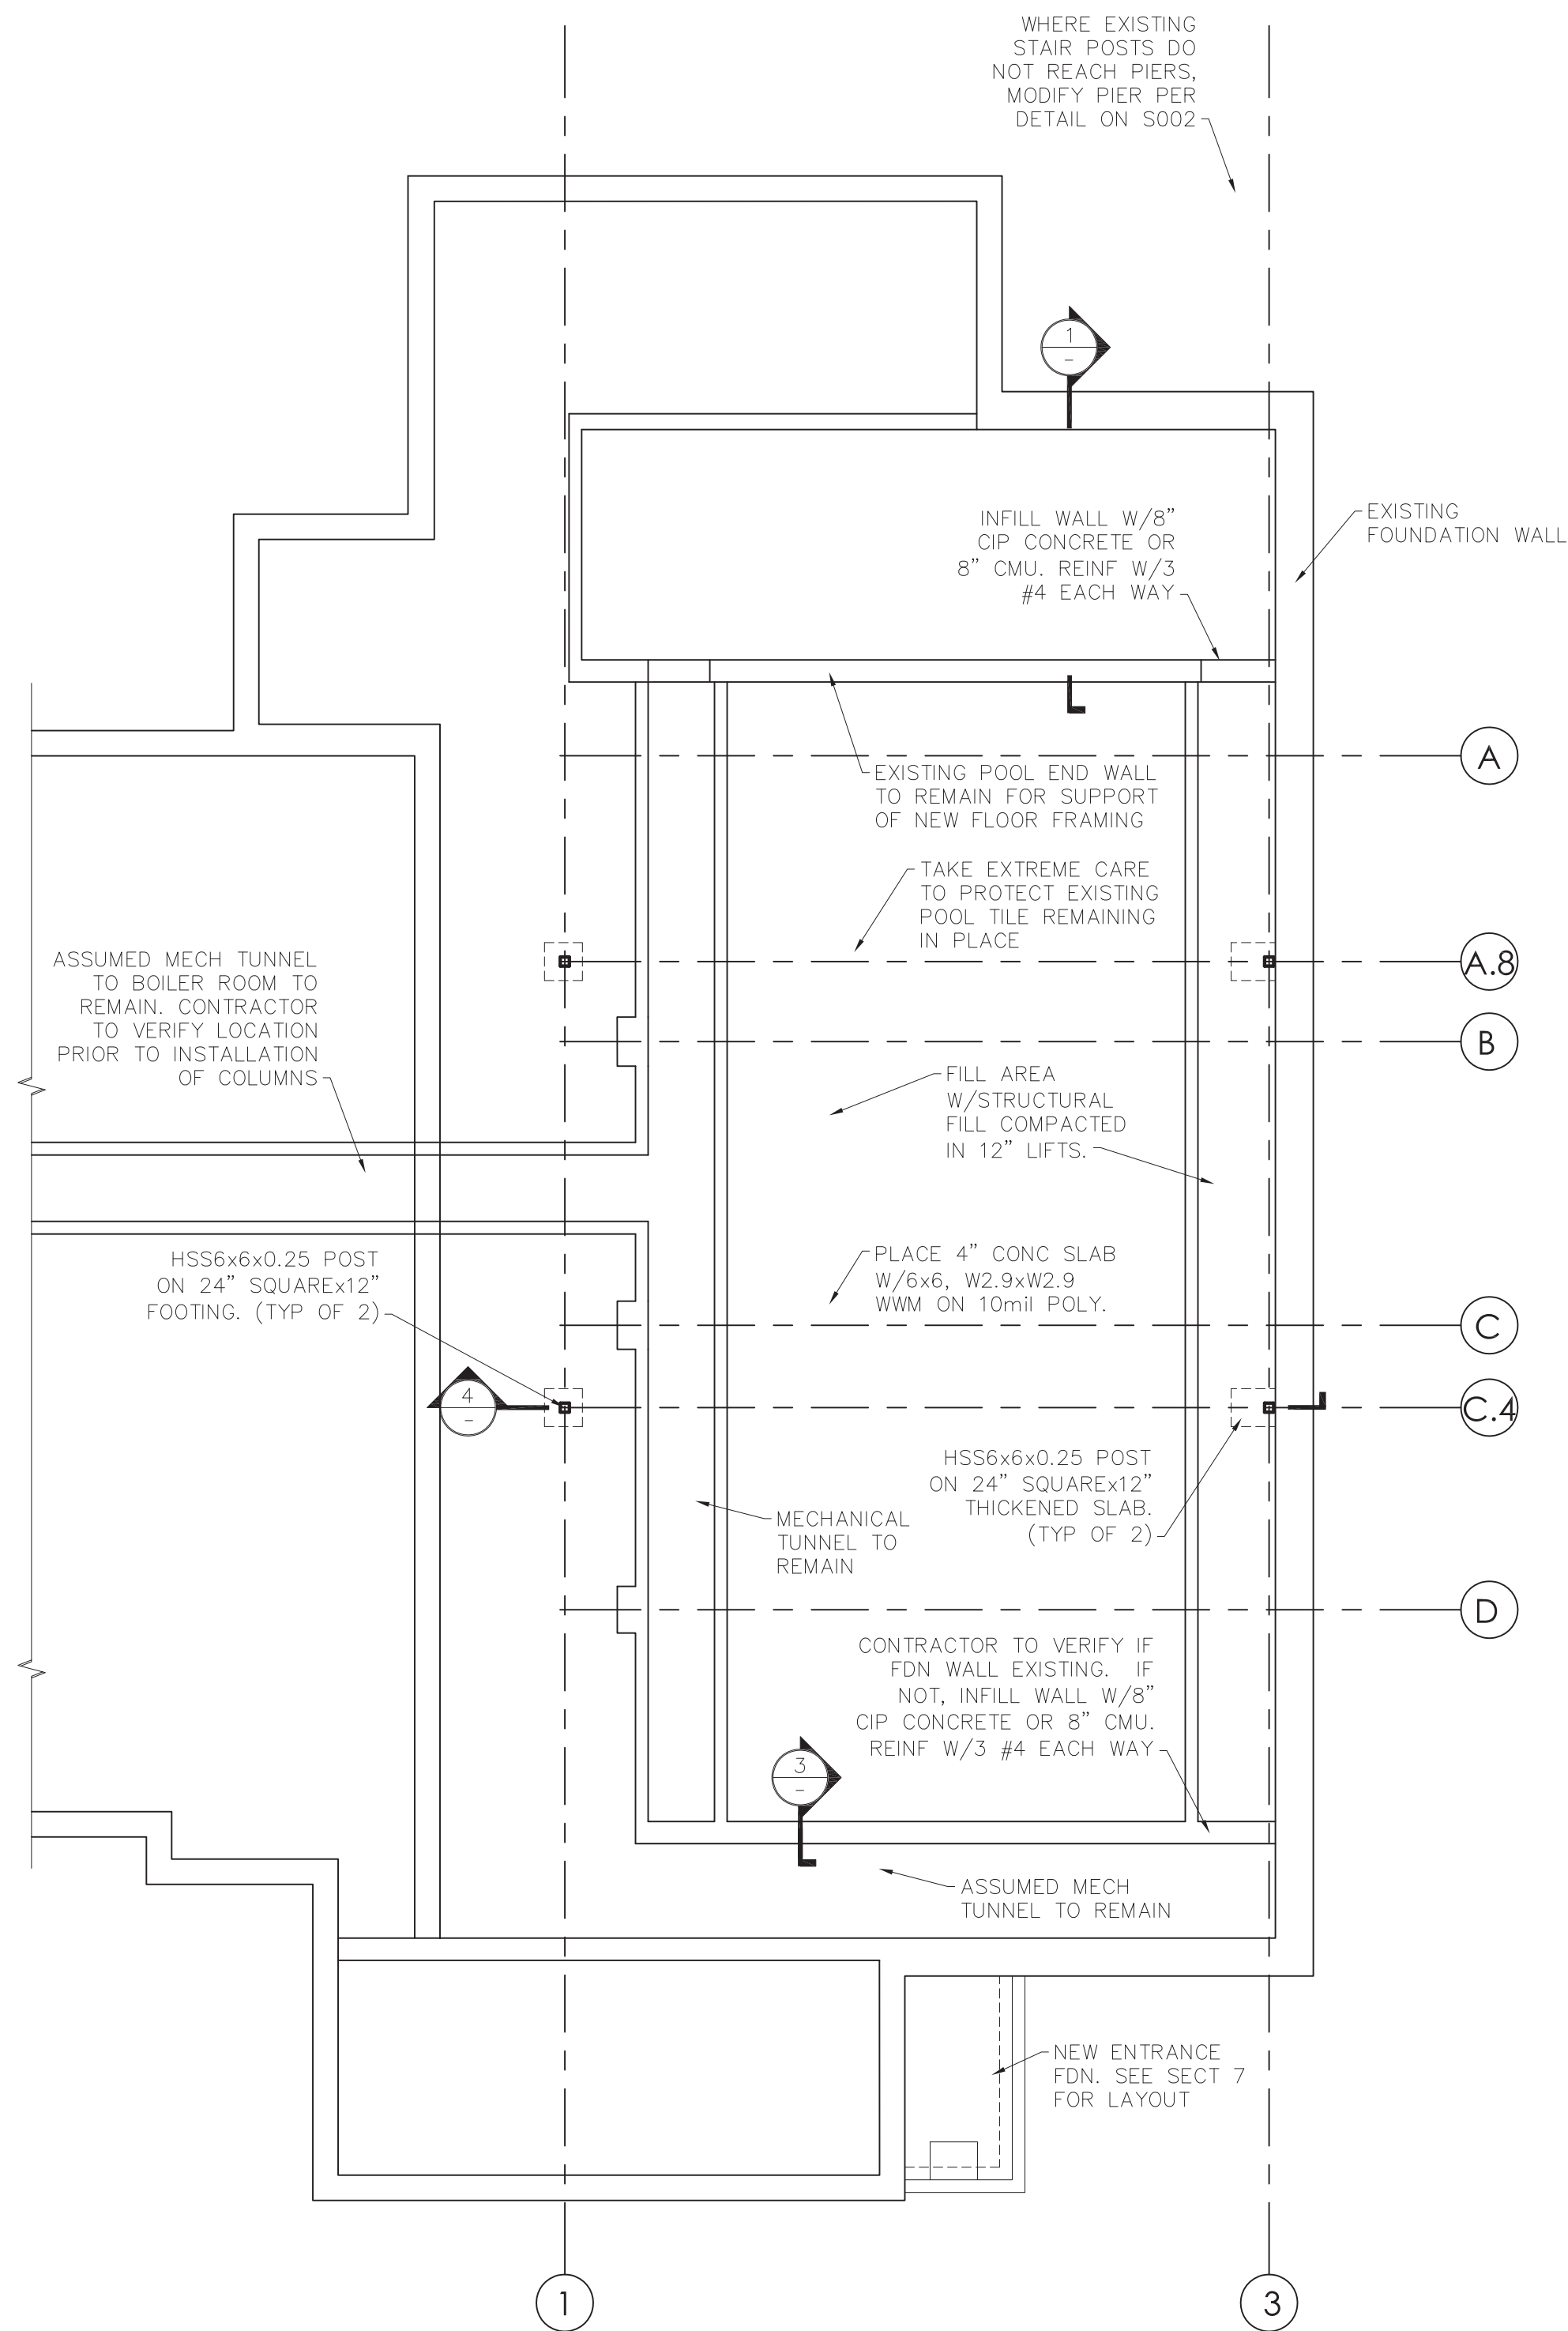 WHERE EXISTING
STAIR POSTS DO
NOT REACH PIERS,
MODIFY PIER PER
DETAIL ON S002
1
-
INFILL WALL W/8"
CIP CONCRETE OR
8" CMU. REINF W/3
#4 EACH WAY
EXISTING
FOUNDATION WALL
A
EXISTING POOL END WALL
TO REMAIN FOR SUPPORT
OF NEW FLOOR FRAMING
TAKE EXTREME CARE
TO PROTECT EXISTING
POOL TILE REMAINING
IN PLACE
A.8
ASSUMED MECH TUNNEL
TO BOILER ROOM TO
REMAIN. CONTRACTOR
TO VERIFY LOCATION
PRIOR TO INSTALLATION
OF COLUMNS
B
FILL AREA
W/STRUCTURAL
FILL COMPACTED
IN 12" LIFTS.
HSS6x6x0.25 POST
ON 24" SQUAREx12"
FOOTING. (TYP OF 2)
PLACE 4" CONC SLAB
W/6x6, W2.9xW2.9
WWM ON 10mil POLY.
C
4
-
C.4
HSS6x6x0.25 POST
ON 24" SQUAREx12"
THICKENED SLAB.
(TYP OF 2)
MECHANICAL
TUNNEL TO
REMAIN
D
CONTRACTOR TO VERIFY IF
FDN WALL EXISTING. IF
NOT, INFILL WALL W/8"
CIP CONCRETE OR 8" CMU.
REINF W/3 #4 EACH WAY
3
-
ASSUMED MECH
TUNNEL TO REMAIN
NEW ENTRANCE
FDN. SEE SECT 7
FOR LAYOUT
1
3